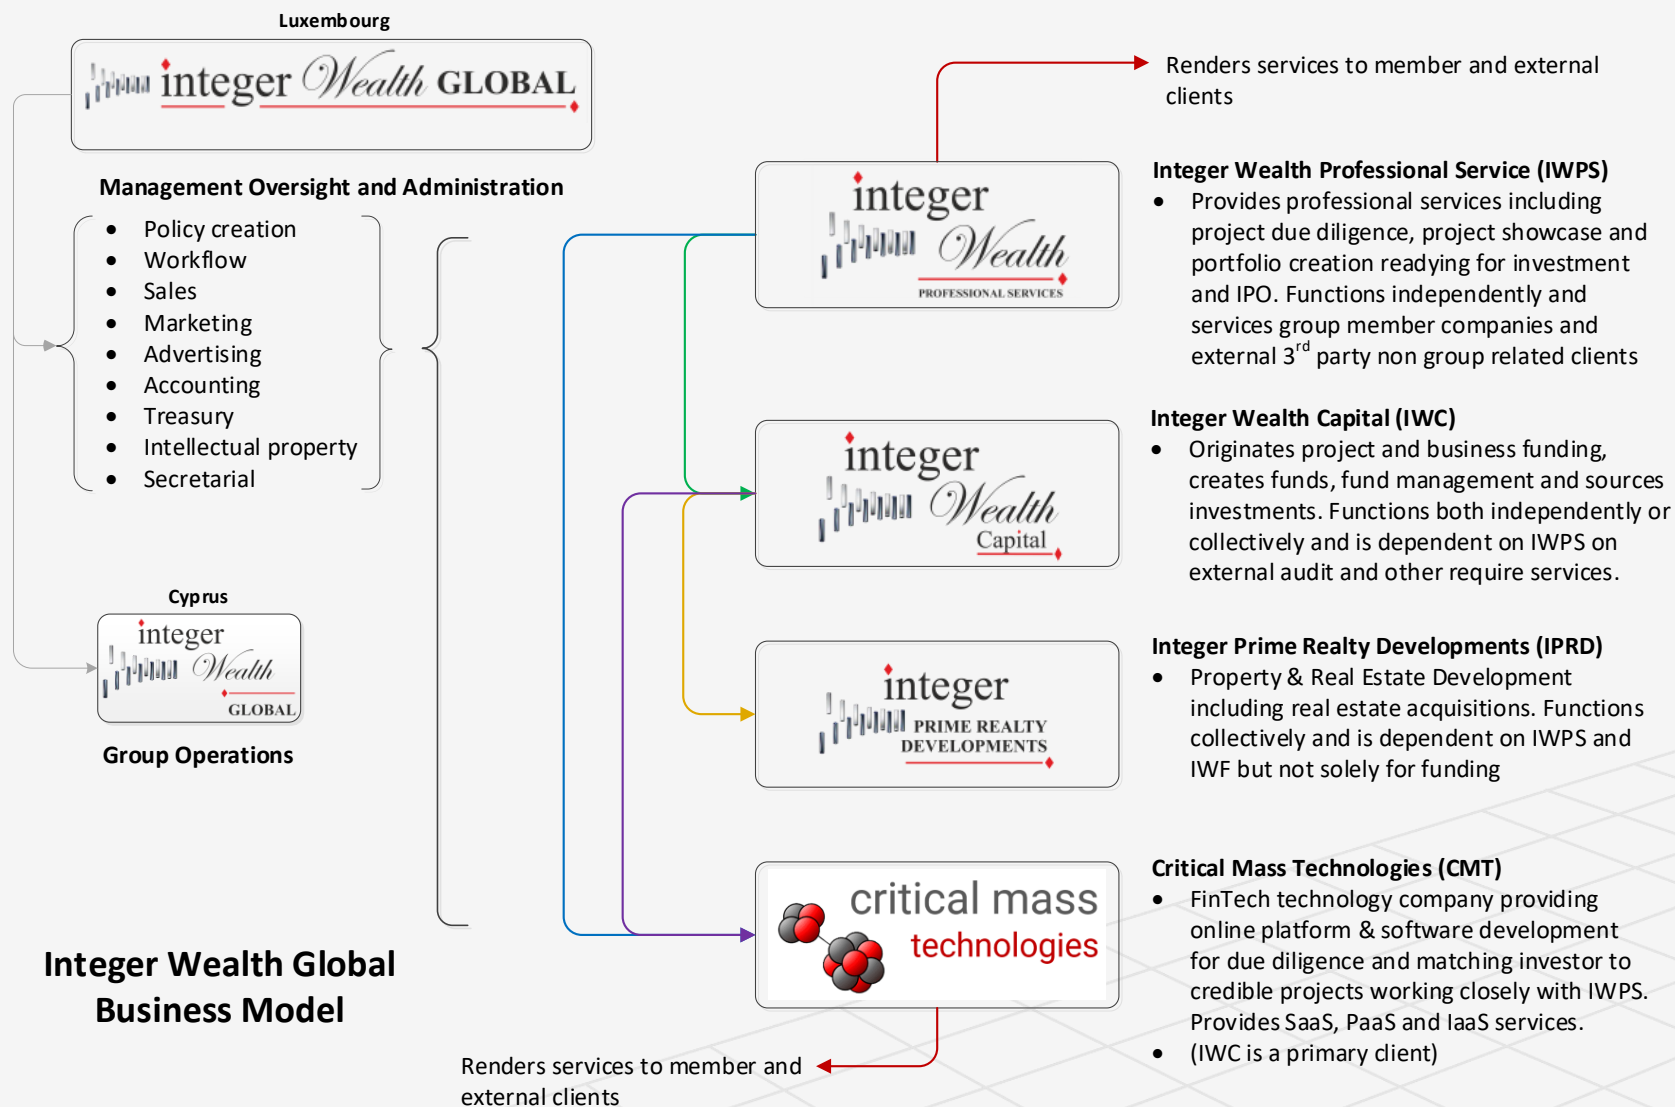 Luxembourg
integer Wealth GLOBAL
Management Oversight and Administration
• Policy creation
• Workflow
• Sales
• Marketing
• Advertising
• Accounting
• Treasury
• Intellectual property
• Secretarial
Cyprus
integer
Wealth
GLOBAL
Group Operations
Integer Wealth Global
Business Model
Renders services to member and external
clients
integer
Wealth
PROFESSIONAL SERVICES
Integer Wealth Professional Service (IWPS)
• Provides professional services including
project due diligence, project showcase and
portfolio creation readying for investment
and IPO. Functions independently and
services group member companies and
external 3rd party non group related clients
integer
Wealth
Capital
Integer Wealth Capital (IWC)
• Originates project and business funding,
creates funds, fund management and sources
investments. Functions both independently or
collectively and is dependent on IWPS on
external audit and other require services.
integer
PRIME REALTY
DEVELOPMENTS
Integer Prime Realty Developments (IPRD)
• Property & Real Estate Development
including real estate acquisitions. Functions
collectively and is dependent on IWPS and
IWF but not solely for funding
critical mass
technologies
Critical Mass Technologies (CMT)
• FinTech technology company providing
online platform & software development
for due diligence and matching investor to
credible projects working closely with IWPS.
Provides SaaS, PaaS and IaaS services.
• (IWC is a primary client)
Renders services to member and
external clients